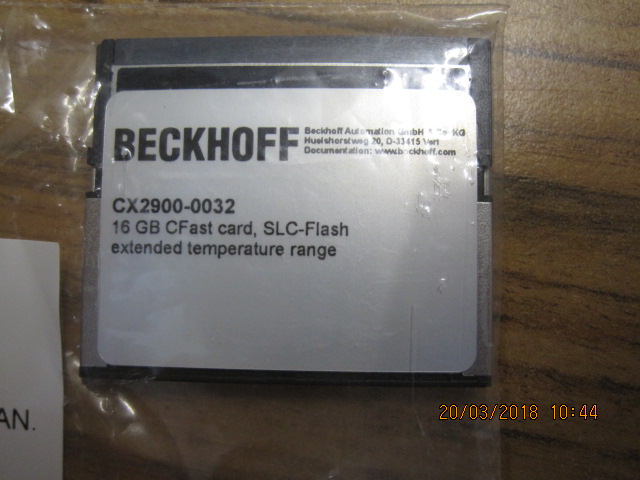 BECKHOFF
Beckhoff Automation GmbH & Co. KG
Huelshorstweg 20, D-33415 Verl
Documentation: www.beckhoff.com
CX2900-0032
16 GB CFast card, SLC-Flash
extended temperature range
AN.
20/03/2018 10:44